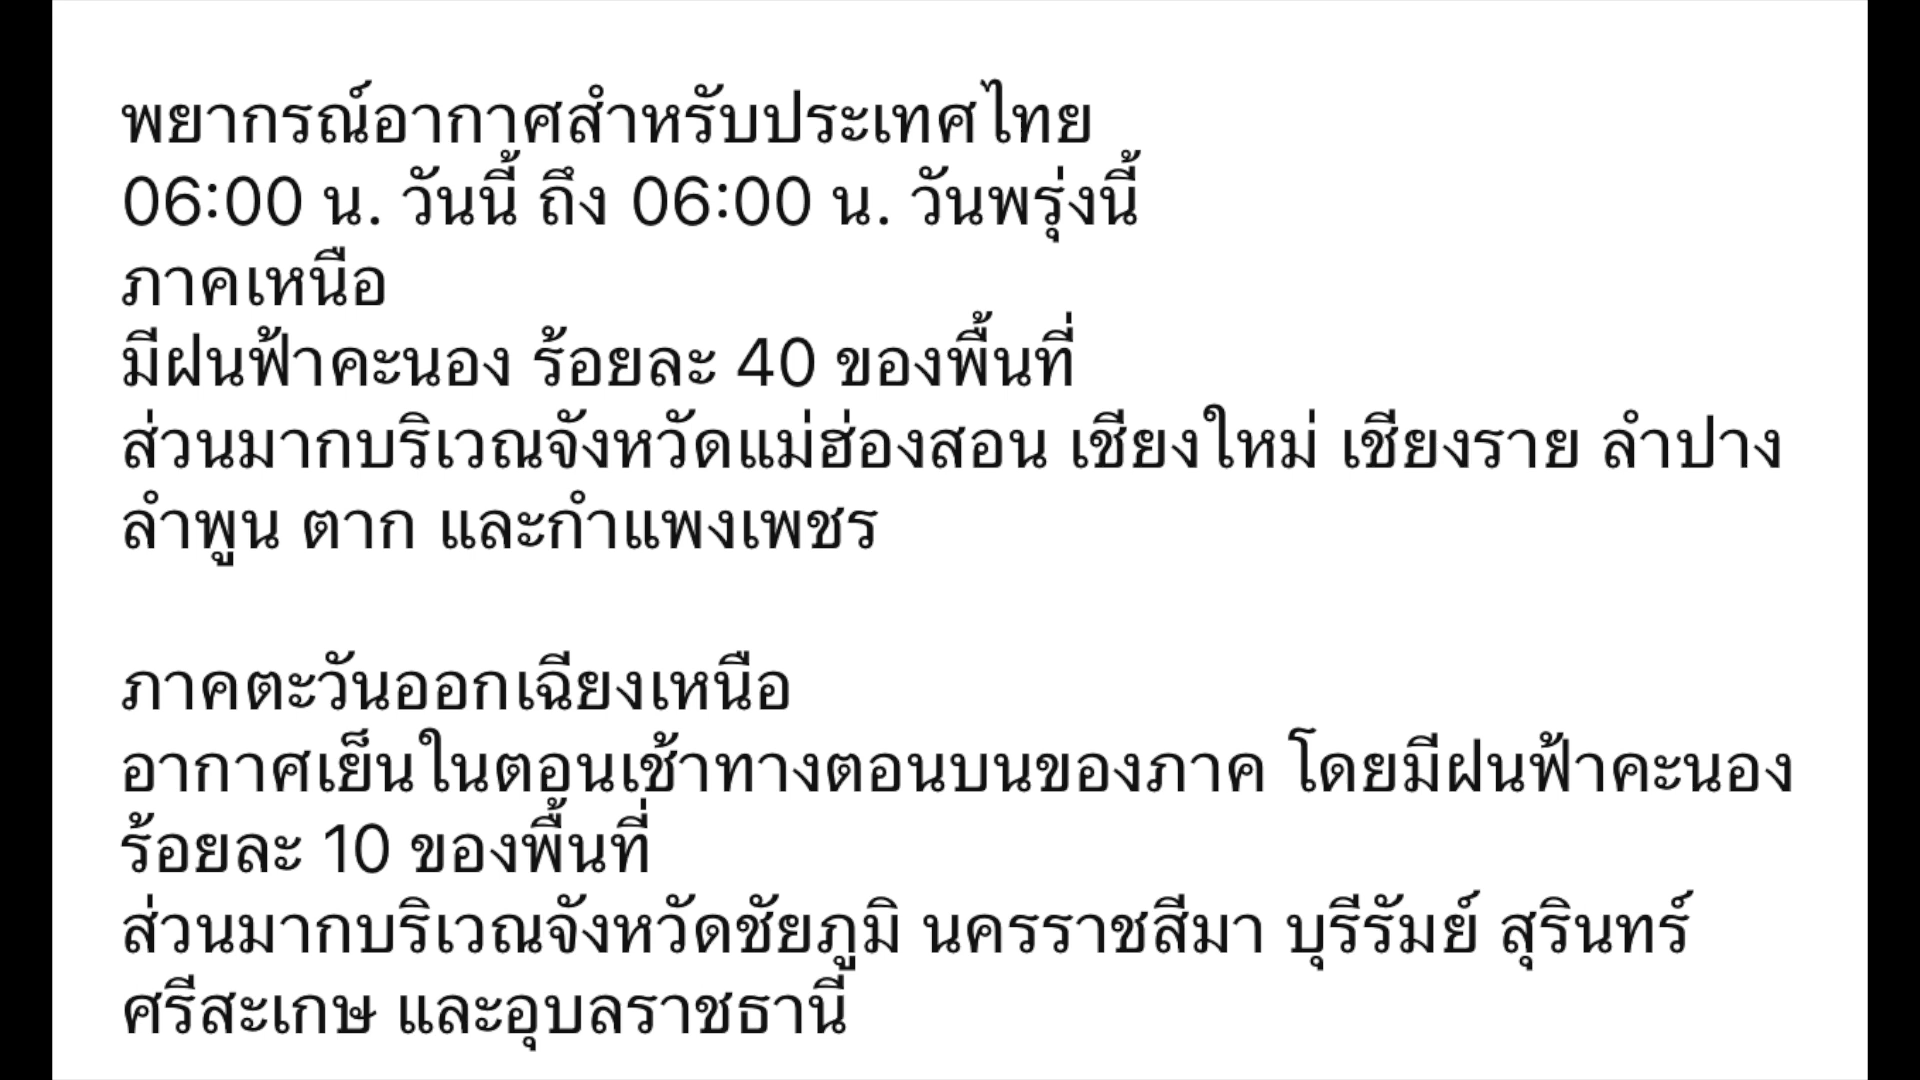 พยากรณ์อากาศสำหรับประเทศไทย
06:00 น. วันนี้ ถึง 06:00 น. วันพรุ่งนี้
ภาคเหนือ
มีฝนฟ้าคะนอง ร้อยละ 40 ของพื้นที่
ส่วนมากบริเวณจังหวัดแม่ฮ่องสอน เชียงใหม่ เชียงราย ลำปาง
ลำพูน ตาก และกำแพงเพชร
ภาคตะวันออกเฉียงเหนือ
อากาศเย็นในตอนเช้าทางตอนบนของภาค โดยมีฝนฟ้าคะนอง
ร้อยละ 10 ของพื้นที่
ส่วนมากบริเวณจังหวัดชัยภูมิ นครราชสีมา บุรีรัมย์ สุรินทร์
ศรีสะเกษ และอุบลราชธานี